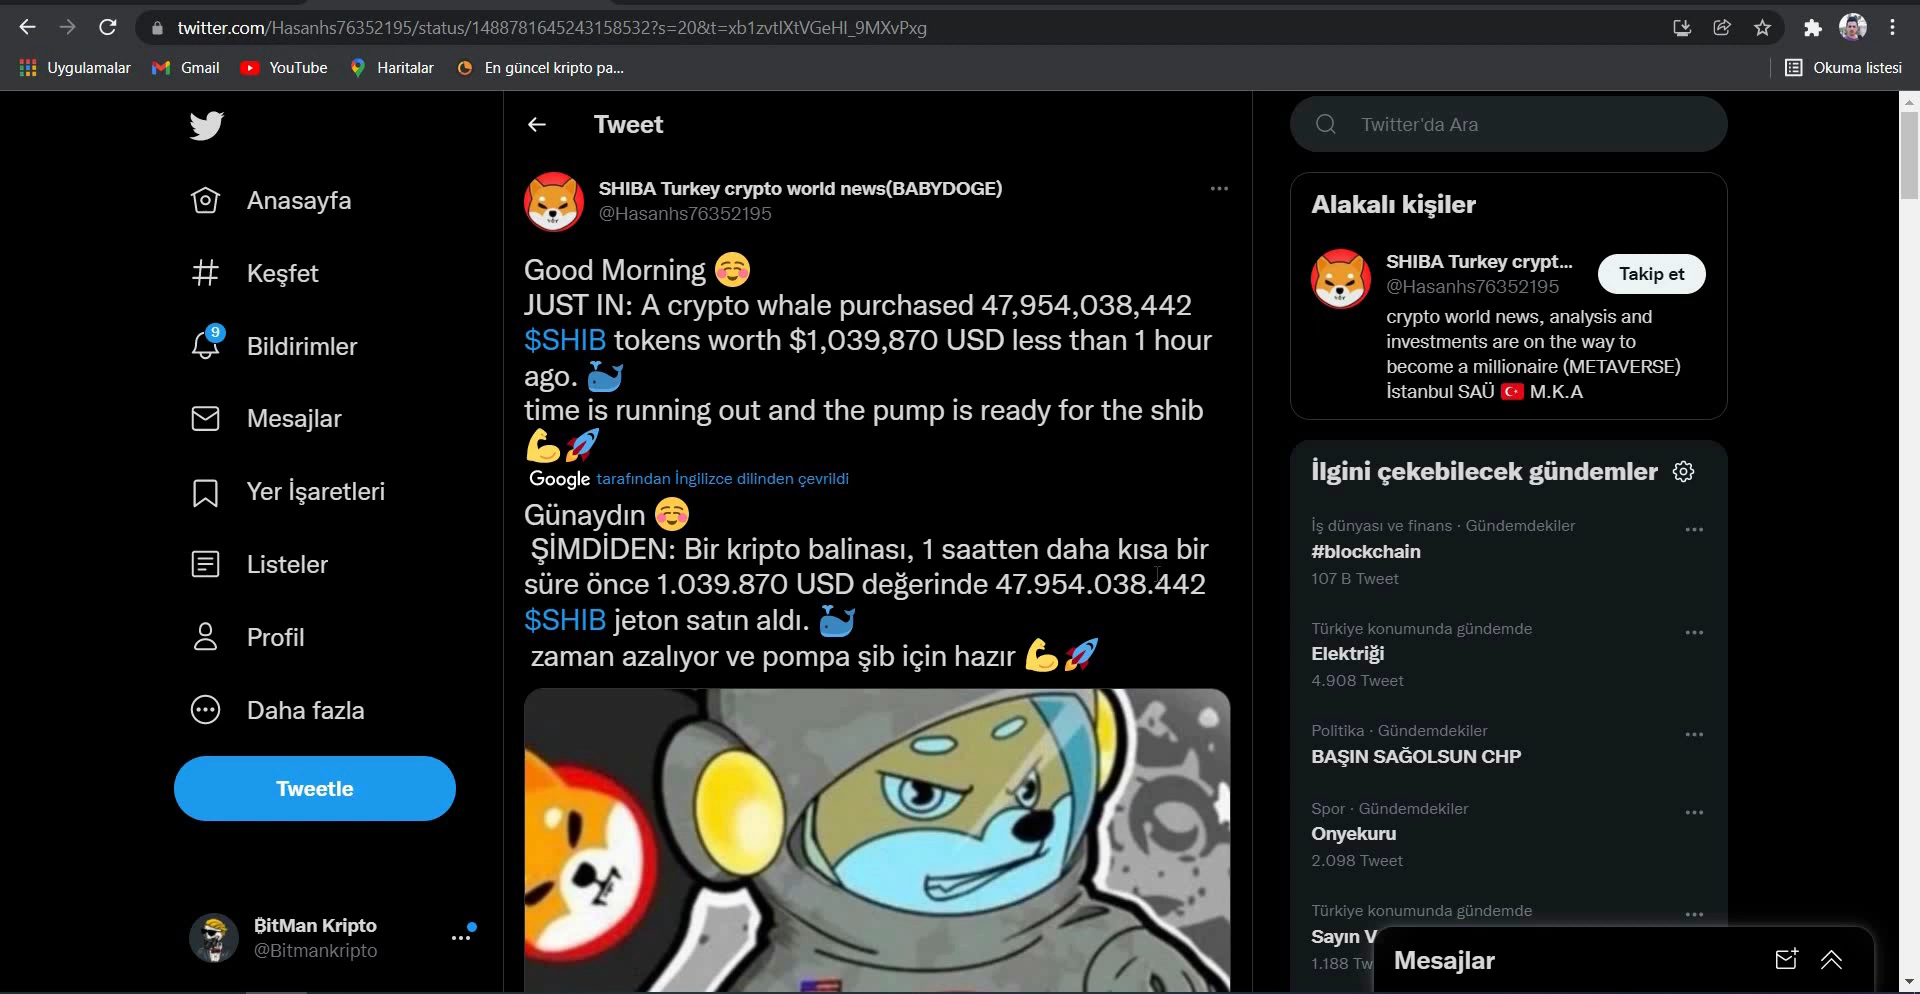 twitter.com/Hasanhs76352195/status/1488781645243158532?s=20&t=xb1zvtIXtVGeHI_9MXvPxg
Uygulamalar
Gmail
YouTube
Haritalar
En güncel kripto pa...
Okuma listesi
Anasayfa
Keşfet
9
Bildirimler
Mesajlar
Yer İşaretleri
Listeler
Profil
Daha fazla
Tweetle
ɃitMan Kripto
@Bitmankripto
Tweet
SHIBA Turkey crypto world news(BABYDOGE)
@Hasanhs76352195
Good Morning ☺️
JUST IN: A crypto whale purchased 47,954,038,442
$SHIB tokens worth $1,039,870 USD less than 1 hour
ago. 🐳
time is running out and the pump is ready for the shib
💪🚀
Google tarafından İngilizce dilinden çevrildi
Günaydın ☺️
ŞİMDİDEN: Bir kripto balinası, 1 saatten daha kısa bir
süre önce 1.039.870 USD değerinde 47.954.038.442
$SHIB jeton satın aldı. 🐳
zaman azalıyor ve pompa şib için hazır 💪🚀
Twitter'da Ara
Alakalı kişiler
SHIBA Turkey crypt...
@Hasanhs76352195
Takip et
crypto world news, analysis and
investments are on the way to
become a millionaire (METAVERSE)
İstanbul SAÜ 🇹🇷 M.K.A
İlgini çekebilecek gündemler
İş dünyası ve finans · Gündemdekiler
#blockchain
107 B Tweet
Türkiye konumunda gündemde
Elektriği
4.908 Tweet
Politika · Gündemdekiler
BAŞIN SAĞOLSUN CHP
Spor · Gündemdekiler
Onyekuru
2.098 Tweet
Türkiye konumunda gündemde
Sayın V
1.188 Tw
Mesajlar